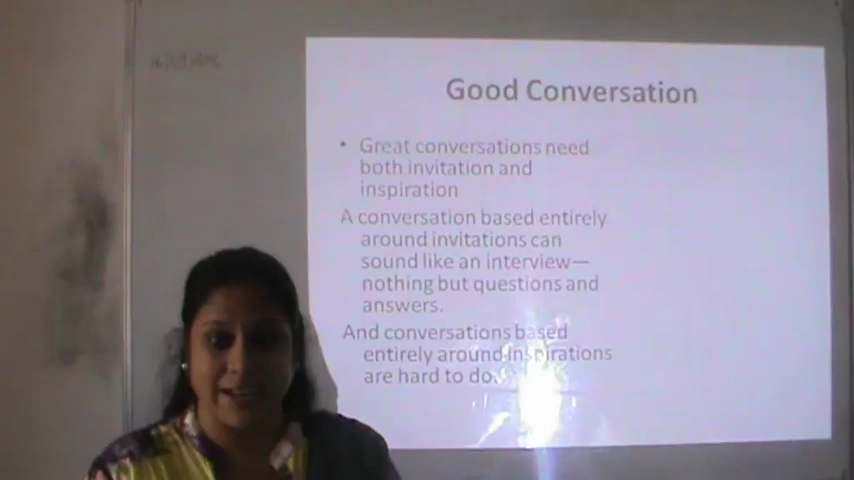 Good Conversation
• Great conversations need
both invitation and
inspiration
A conversation based entirely
around invitations can
sound like an interview—
nothing but questions and
answers.
And conversations based
entirely around inspirations
are hard to do.